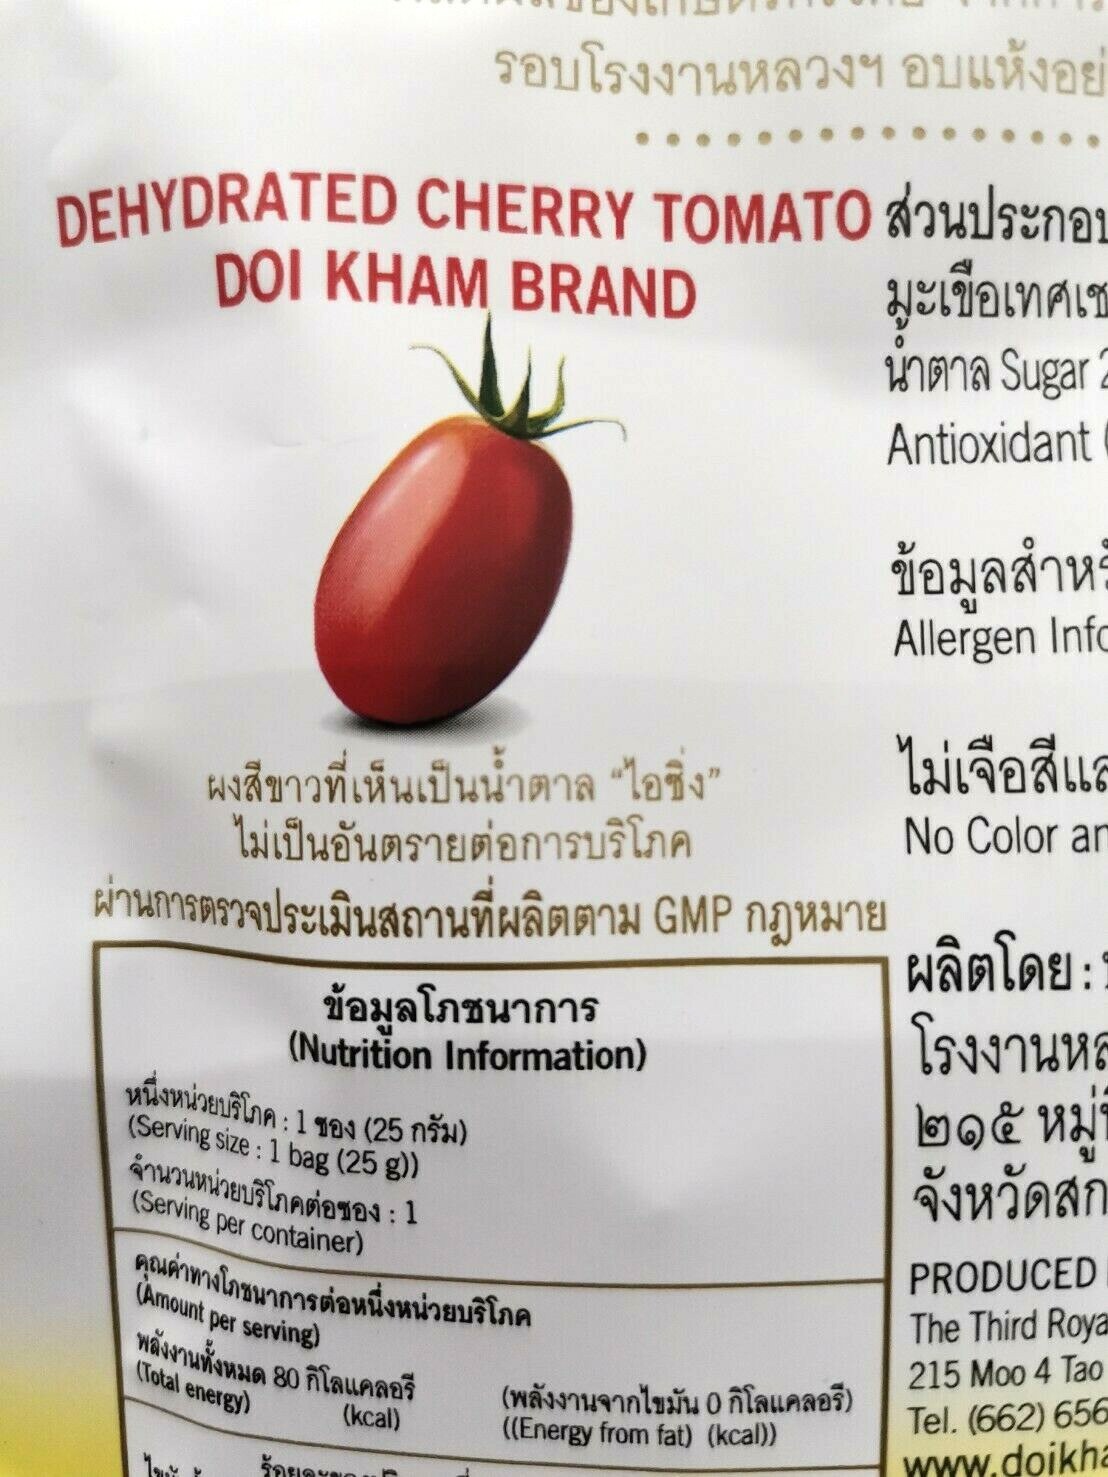 รอบโรงงานหลวงฯ อบแห้งอย่
DEHYDRATED CHERRY TOMATO
DOI KHAM BRAND
ผงสีขาวที่เห็นเป็นน้ำตาล “ไอซิ่ง”
ไม่เป็นอันตรายต่อการบริโภค
ผ่านการตรวจประเมินสถานที่ผลิตตาม GMP กฎหมาย
ข้อมูลโภชนาการ
(Nutrition Information)
หนึ่งหน่วยบริโภค : 1 ซอง (25 กรัม)
(Serving size : 1 bag (25 g))
จำนวนหน่วยบริโภคต่อซอง : 1
(Serving per container)
คุณค่าทางโภชนาการต่อหนึ่งหน่วยบริโภค
(Amount per serving)
พลังงานทั้งหมด 80 กิโลแคลอรี (พลังงานจากไขมัน 0 กิโลแคลอรี)
(Total energy) (kcal) ((Energy from fat) (kcal))
ส่วนประกอบ
มะเขือเทศเช
น้ำตาล Sugar 2
Antioxidant (
ข้อมูลสำหรั
Allergen Info
ไม่เจือสีแล
No Color an
ผลิตโดย :
โรงงานหล
๒๑๕ หมู่ที่
จังหวัดสก
PRODUCED
The Third Roya
215 Moo 4 Tao
Tel. (662) 656
www.doikha